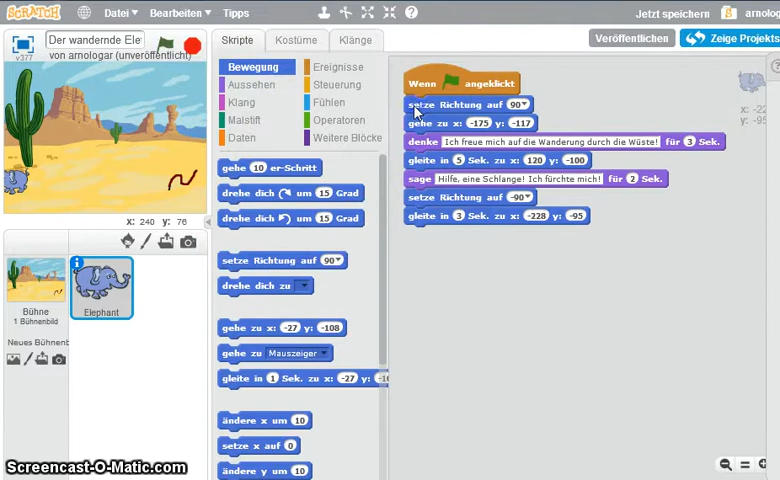 SCRATCH Datei Bearbeiten Tipps Jetzt speichern arnologar
Der wandernde Ele
von arnologar (unveröffentlicht)
v377
Skripte Kostüme Klänge
Veröffentlichen Zeige Projekts
Bewegung Ereignisse
Aussehen Steuerung
Klang Fühlen
Malstift Operatoren
Daten Weitere Blöcke
gehe 10 er-Schritt
drehe dich um 15 Grad
drehe dich um 15 Grad
setze Richtung auf 90
drehe dich zu
gehe zu x: -27 y: -108
gehe zu Mauszeiger
gleite in 1 Sek. zu x: -27 y:
ändere x um 10
setze x auf 0
ändere y um 10
Wenn angeklickt
setze Richtung auf 90
gehe zu x: -175 y: -117
denke Ich freue mich auf die Wanderung durch die Wüste! für 3 Sek.
gleite in 5 Sek. zu x: 120 y: -100
sage Hilfe, eine Schlange! Ich fürchte mich! für 2 Sek.
setze Richtung auf -90
gleite in 3 Sek. zu x: -228 y: -95
x: 240 y: 76
Bühne
1 Bühnenbild
Neues Bühnenb
Elephant
Screencast-O-Matic.com